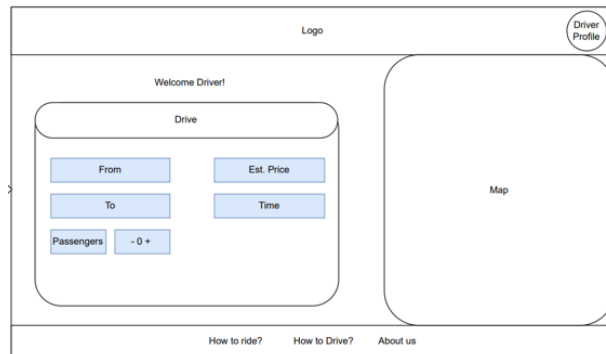 Logo
Driver
Profile
Welcome Driver!
Drive
From
Est. Price
To
Time
Passengers
- 0 +
Map
How to ride?
How to Drive?
About us